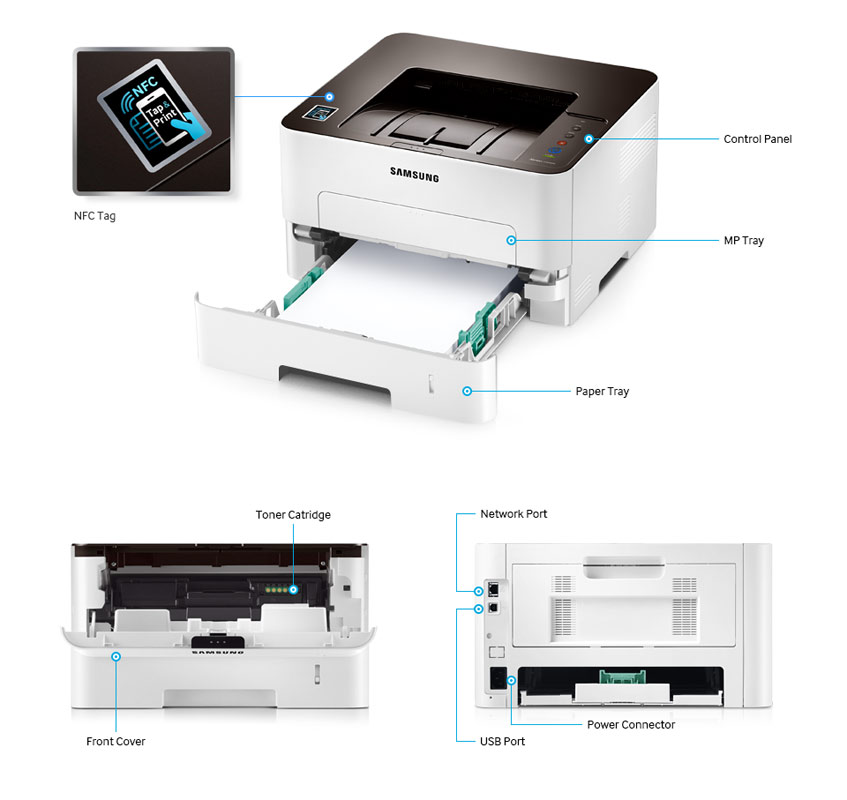 NFC
Tap &
Print
NFC Tag
Control Panel
SAMSUNG
MP Tray
Paper Tray
Toner Catridge
Network Port
SAMSUNG
Front Cover
Power Connector
USB Port